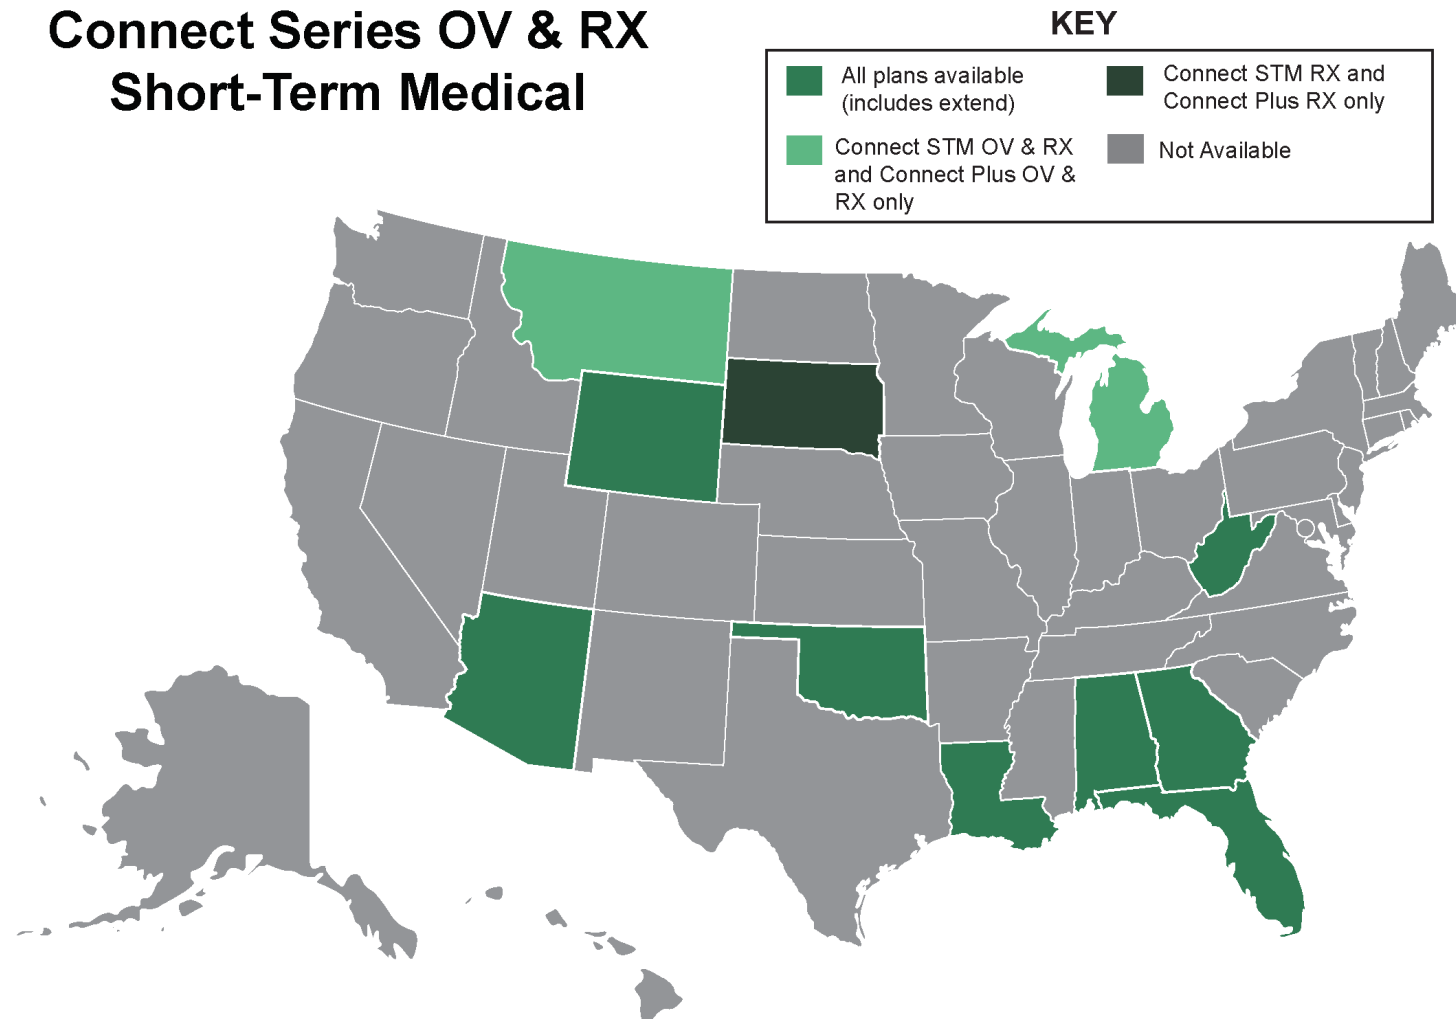 Connect Series OV & RX
Short-Term Medical
KEY
All plans available
(includes extend)
Connect STM OV & RX
and Connect Plus OV &
RX only
Connect STM RX and
Connect Plus RX only
Not Available